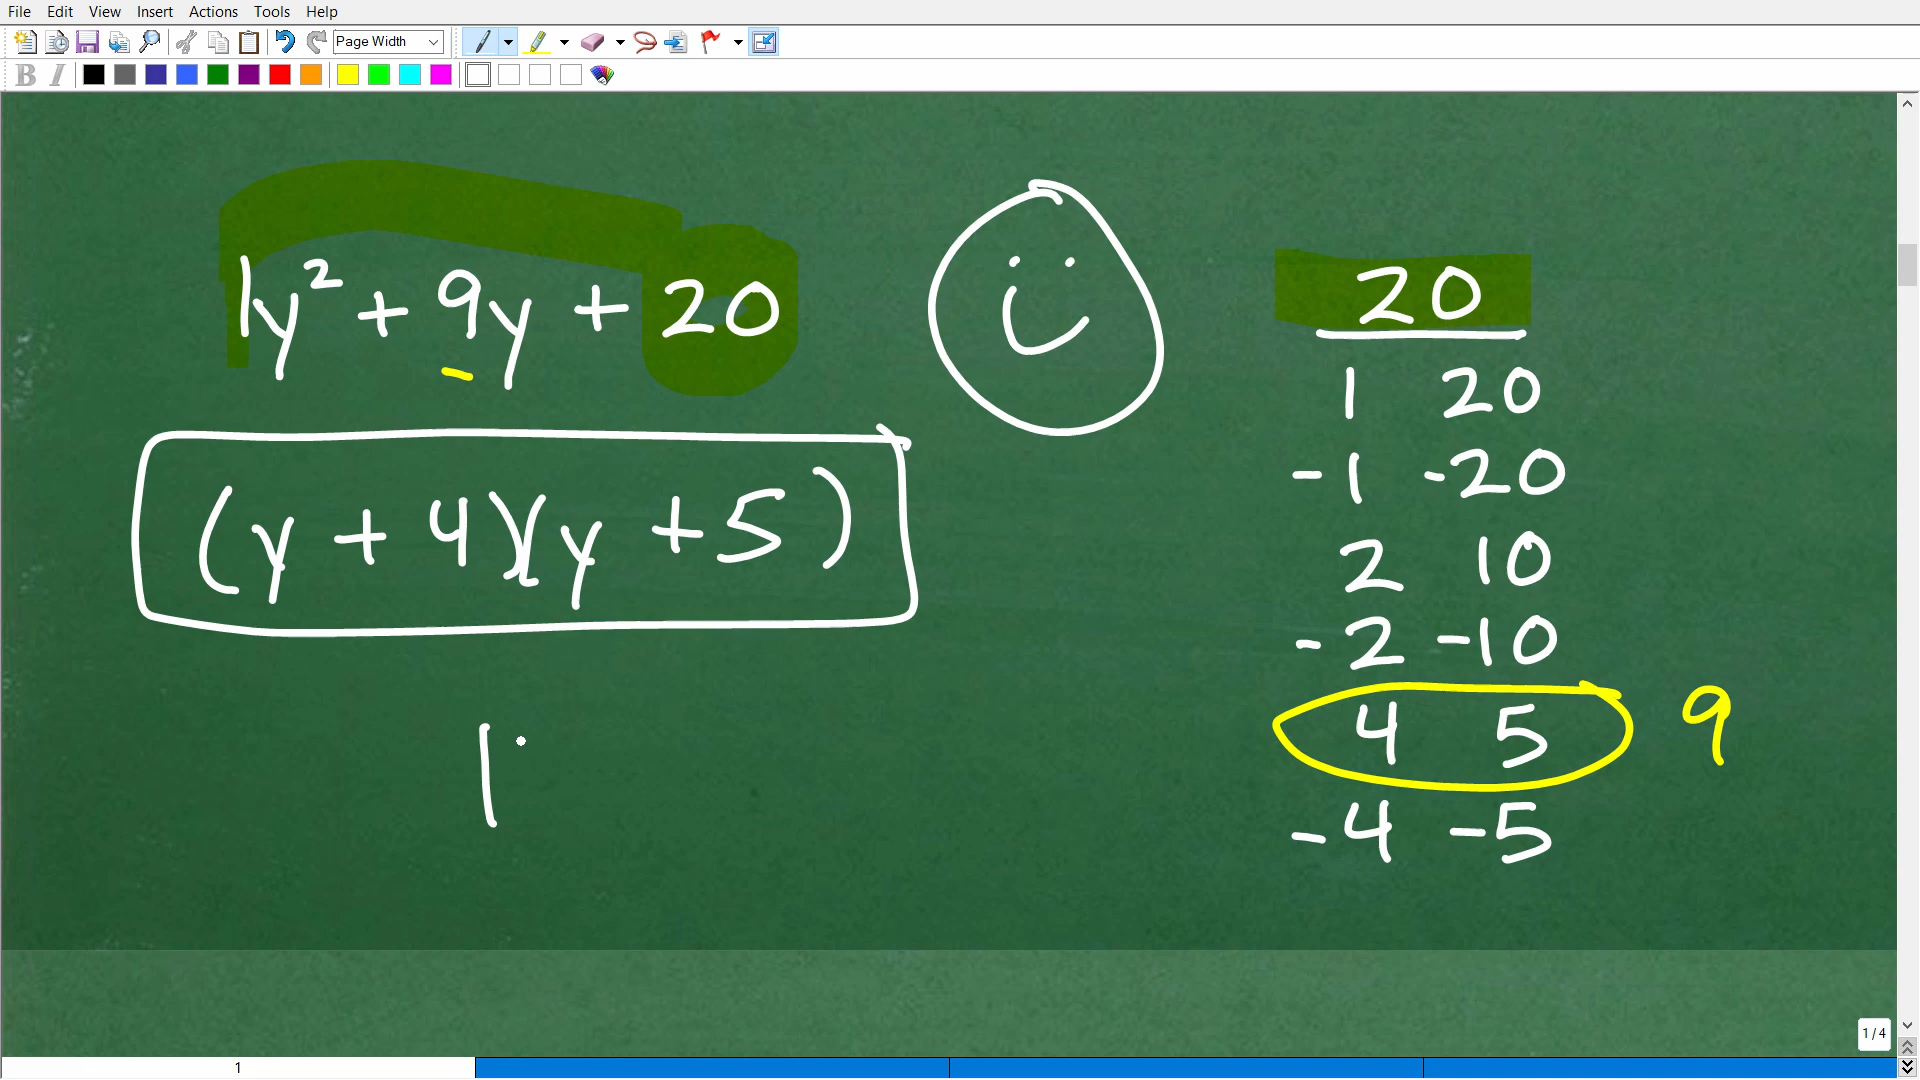 File Edit View Insert Actions Tools Help
Page Width
B I
1y² + 9y + 20
(y + 4)(y + 5)
20
1 20
-1 -20
2 10
-2 -10
4 5 9
-4 -5
1 / 4
1